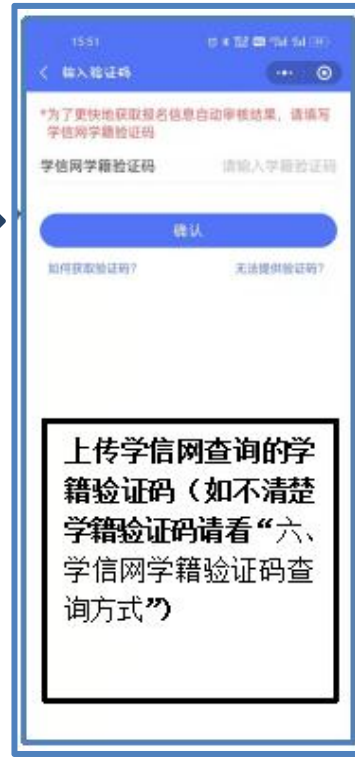 15:51
输入验证码
*为了更快地获取报名信息自动审核结果，请填写
学信网学籍验证码
学信网学籍验证码 请输入学籍验证码
确认
如何获取验证码? 无法提供验证码?
上传学信网查询的学
籍验证码（如不清楚
学籍验证码请看“六、
学信网学籍验证码查
询方式”）